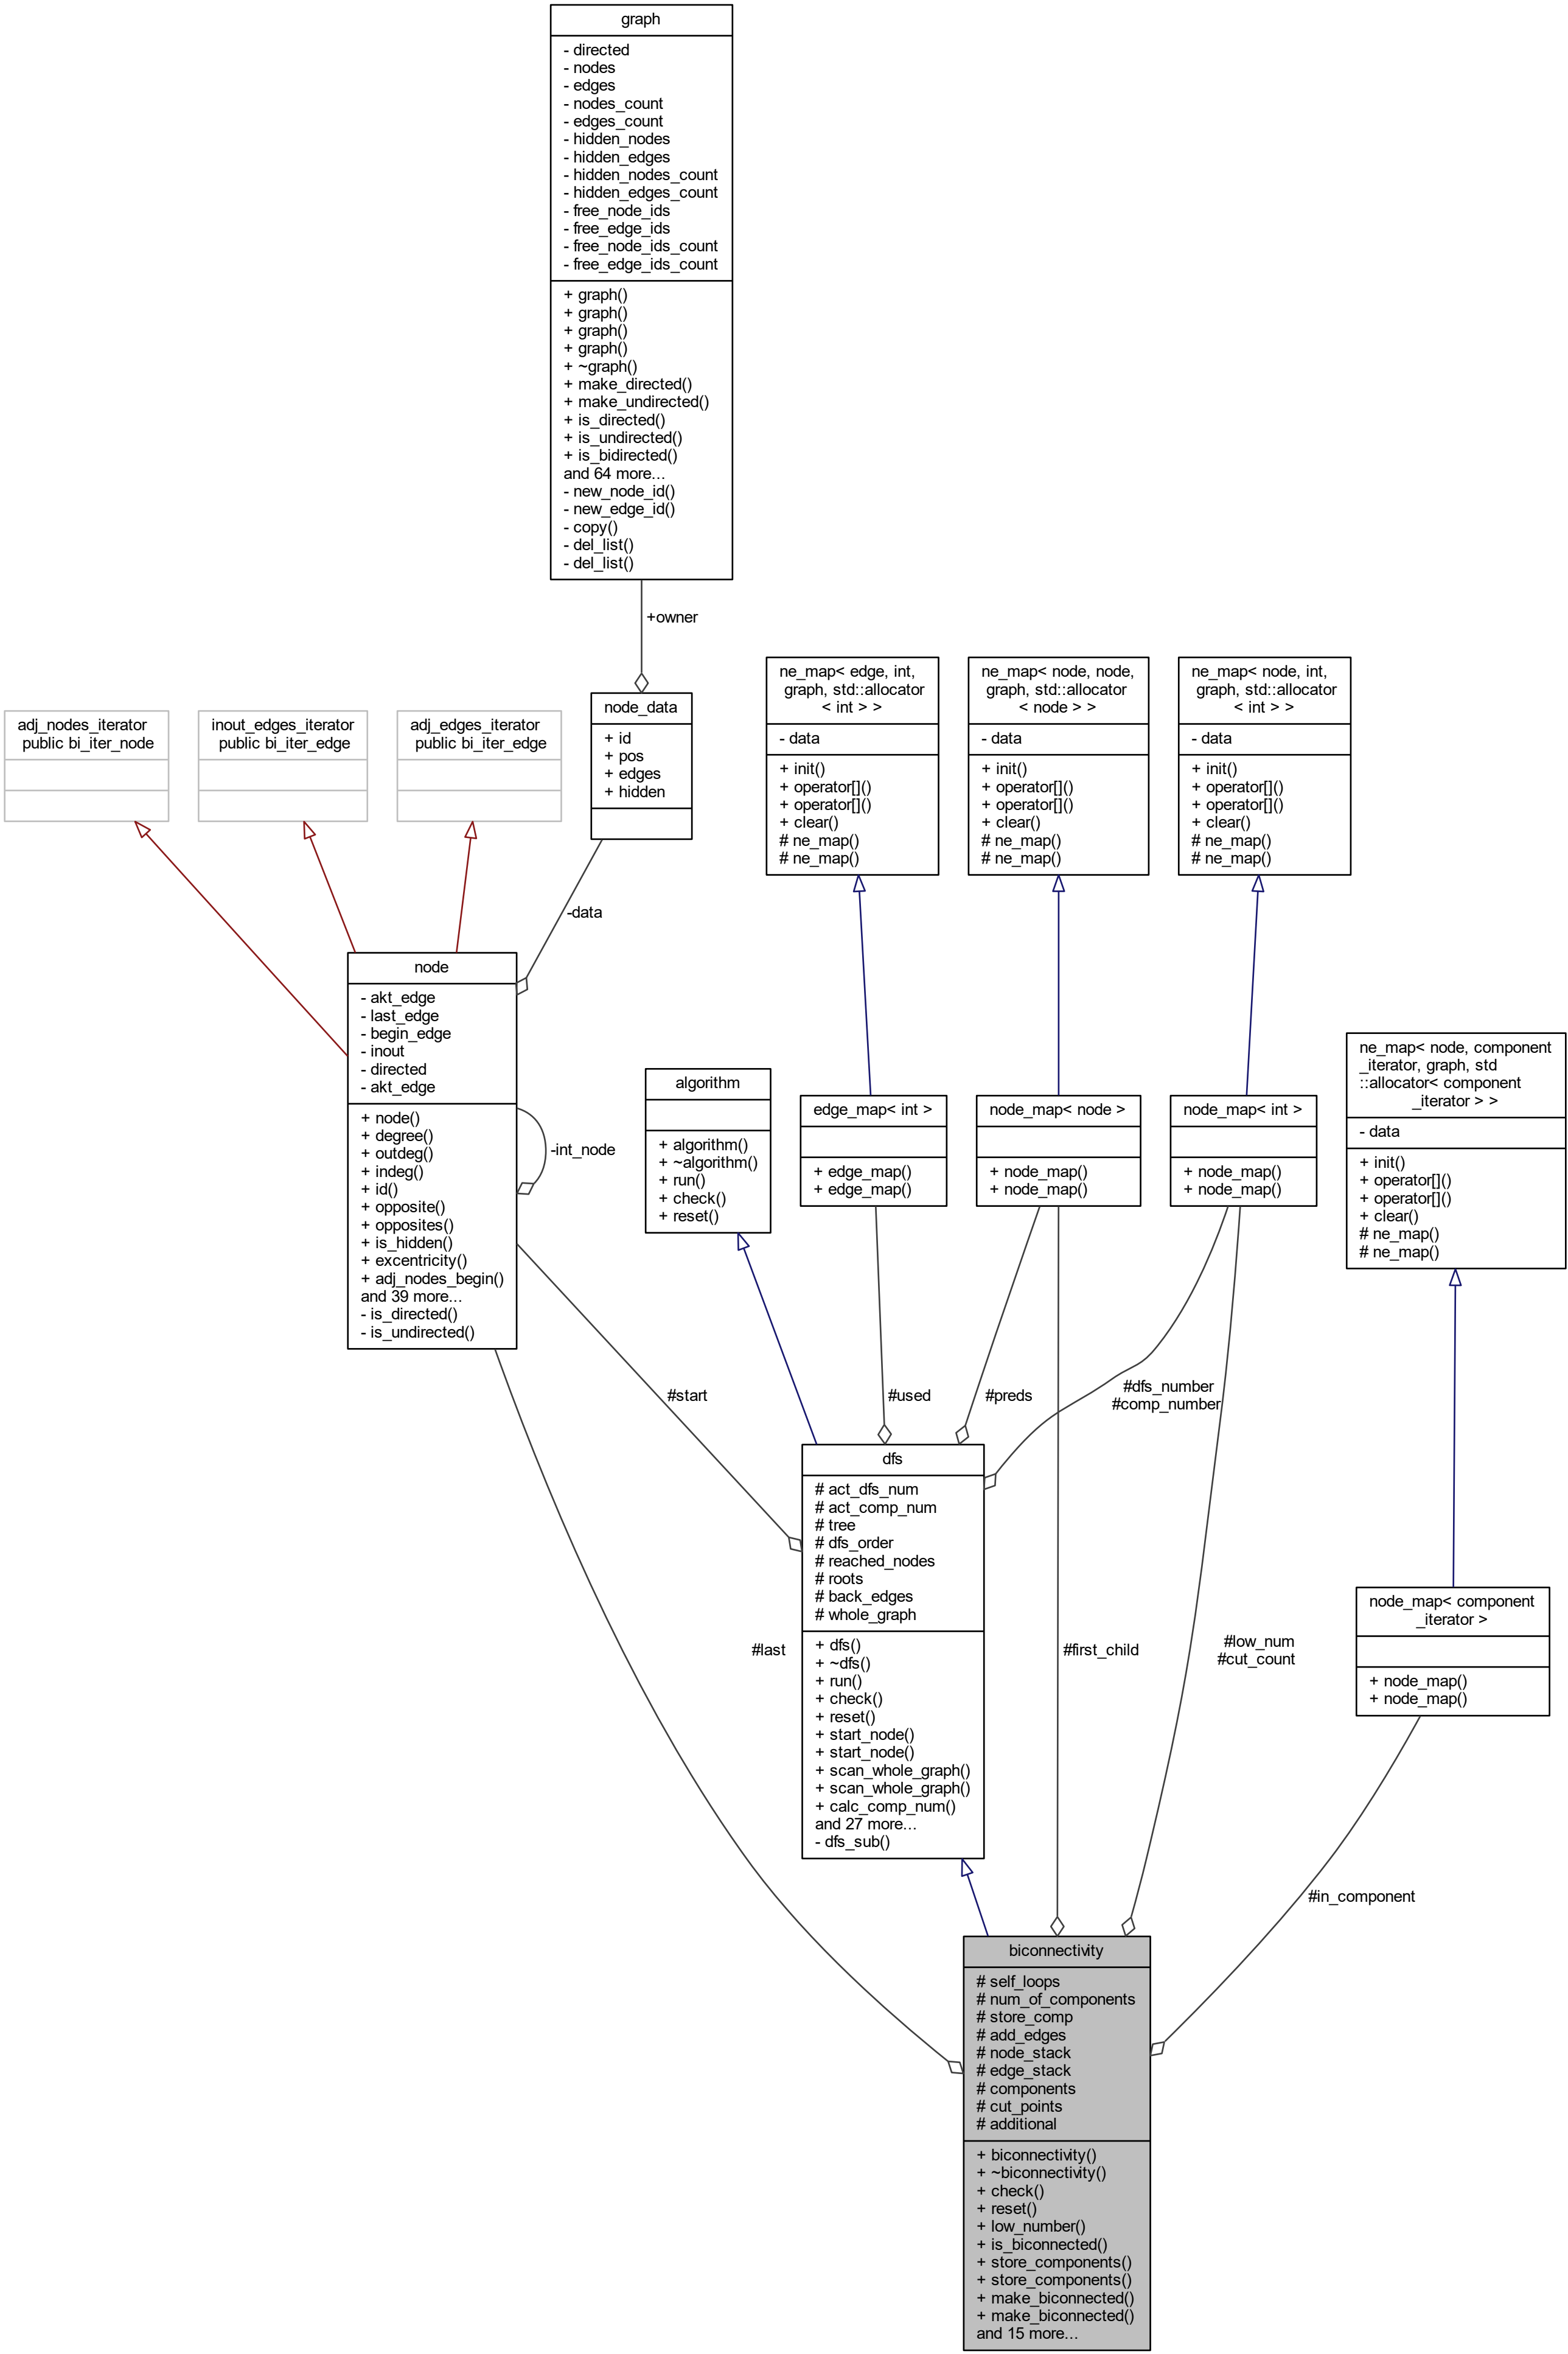 graph
- directed
- nodes
- edges
- nodes_count
- edges_count
- hidden_nodes
- hidden_edges
- hidden_nodes_count
- hidden_edges_count
- free_node_ids
- free_edge_ids
- free_node_ids_count
- free_edge_ids_count
+ graph()
+ graph()
+ graph()
+ graph()
+ ~graph()
+ make_directed()
+ make_undirected()
+ is_directed()
+ is_undirected()
+ is_bidirected()
and 64 more...
- new_node_id()
- new_edge_id()
- copy()
- del_list()
- del_list()
+owner
adj_nodes_iterator
public bi_iter_node
inout_edges_iterator
public bi_iter_edge
adj_edges_iterator
public bi_iter_edge
node_data
+ id
+ pos
+ edges
+ hidden
ne_map< edge, int,
graph, std::allocator
< int > >
- data
+ init()
+ operator[]()
+ operator[]()
+ clear()
# ne_map()
# ne_map()
ne_map< node, node,
graph, std::allocator
< node > >
- data
+ init()
+ operator[]()
+ operator[]()
+ clear()
# ne_map()
# ne_map()
ne_map< node, int,
graph, std::allocator
< int > >
- data
+ init()
+ operator[]()
+ operator[]()
+ clear()
# ne_map()
# ne_map()
-data
node
- akt_edge
- last_edge
- begin_edge
- inout
- directed
- akt_edge
+ node()
+ degree()
+ outdeg()
+ indeg()
+ id()
+ opposite()
+ opposites()
+ is_hidden()
+ excentricity()
+ adj_nodes_begin()
and 39 more...
- is_directed()
- is_undirected()
-int_node
algorithm
+ algorithm()
+ ~algorithm()
+ run()
+ check()
+ reset()
edge_map< int >
+ edge_map()
+ edge_map()
node_map< node >
+ node_map()
+ node_map()
node_map< int >
+ node_map()
+ node_map()
ne_map< node, component
_iterator, graph, std
::allocator< component
_iterator > >
- data
+ init()
+ operator[]()
+ operator[]()
+ clear()
# ne_map()
# ne_map()
#start
#used
#preds
#dfs_number
#comp_number
dfs
# act_dfs_num
# act_comp_num
# tree
# dfs_order
# reached_nodes
# roots
# back_edges
# whole_graph
+ dfs()
+ ~dfs()
+ run()
+ check()
+ reset()
+ start_node()
+ start_node()
+ scan_whole_graph()
+ scan_whole_graph()
+ calc_comp_num()
and 27 more...
- dfs_sub()
#last
#first_child
#low_num
#cut_count
node_map< component
_iterator >
+ node_map()
+ node_map()
#in_component
biconnectivity
# self_loops
# num_of_components
# store_comp
# add_edges
# node_stack
# edge_stack
# components
# cut_points
# additional
+ biconnectivity()
+ ~biconnectivity()
+ check()
+ reset()
+ low_number()
+ is_biconnected()
+ store_components()
+ store_components()
+ make_biconnected()
+ make_biconnected()
and 15 more...